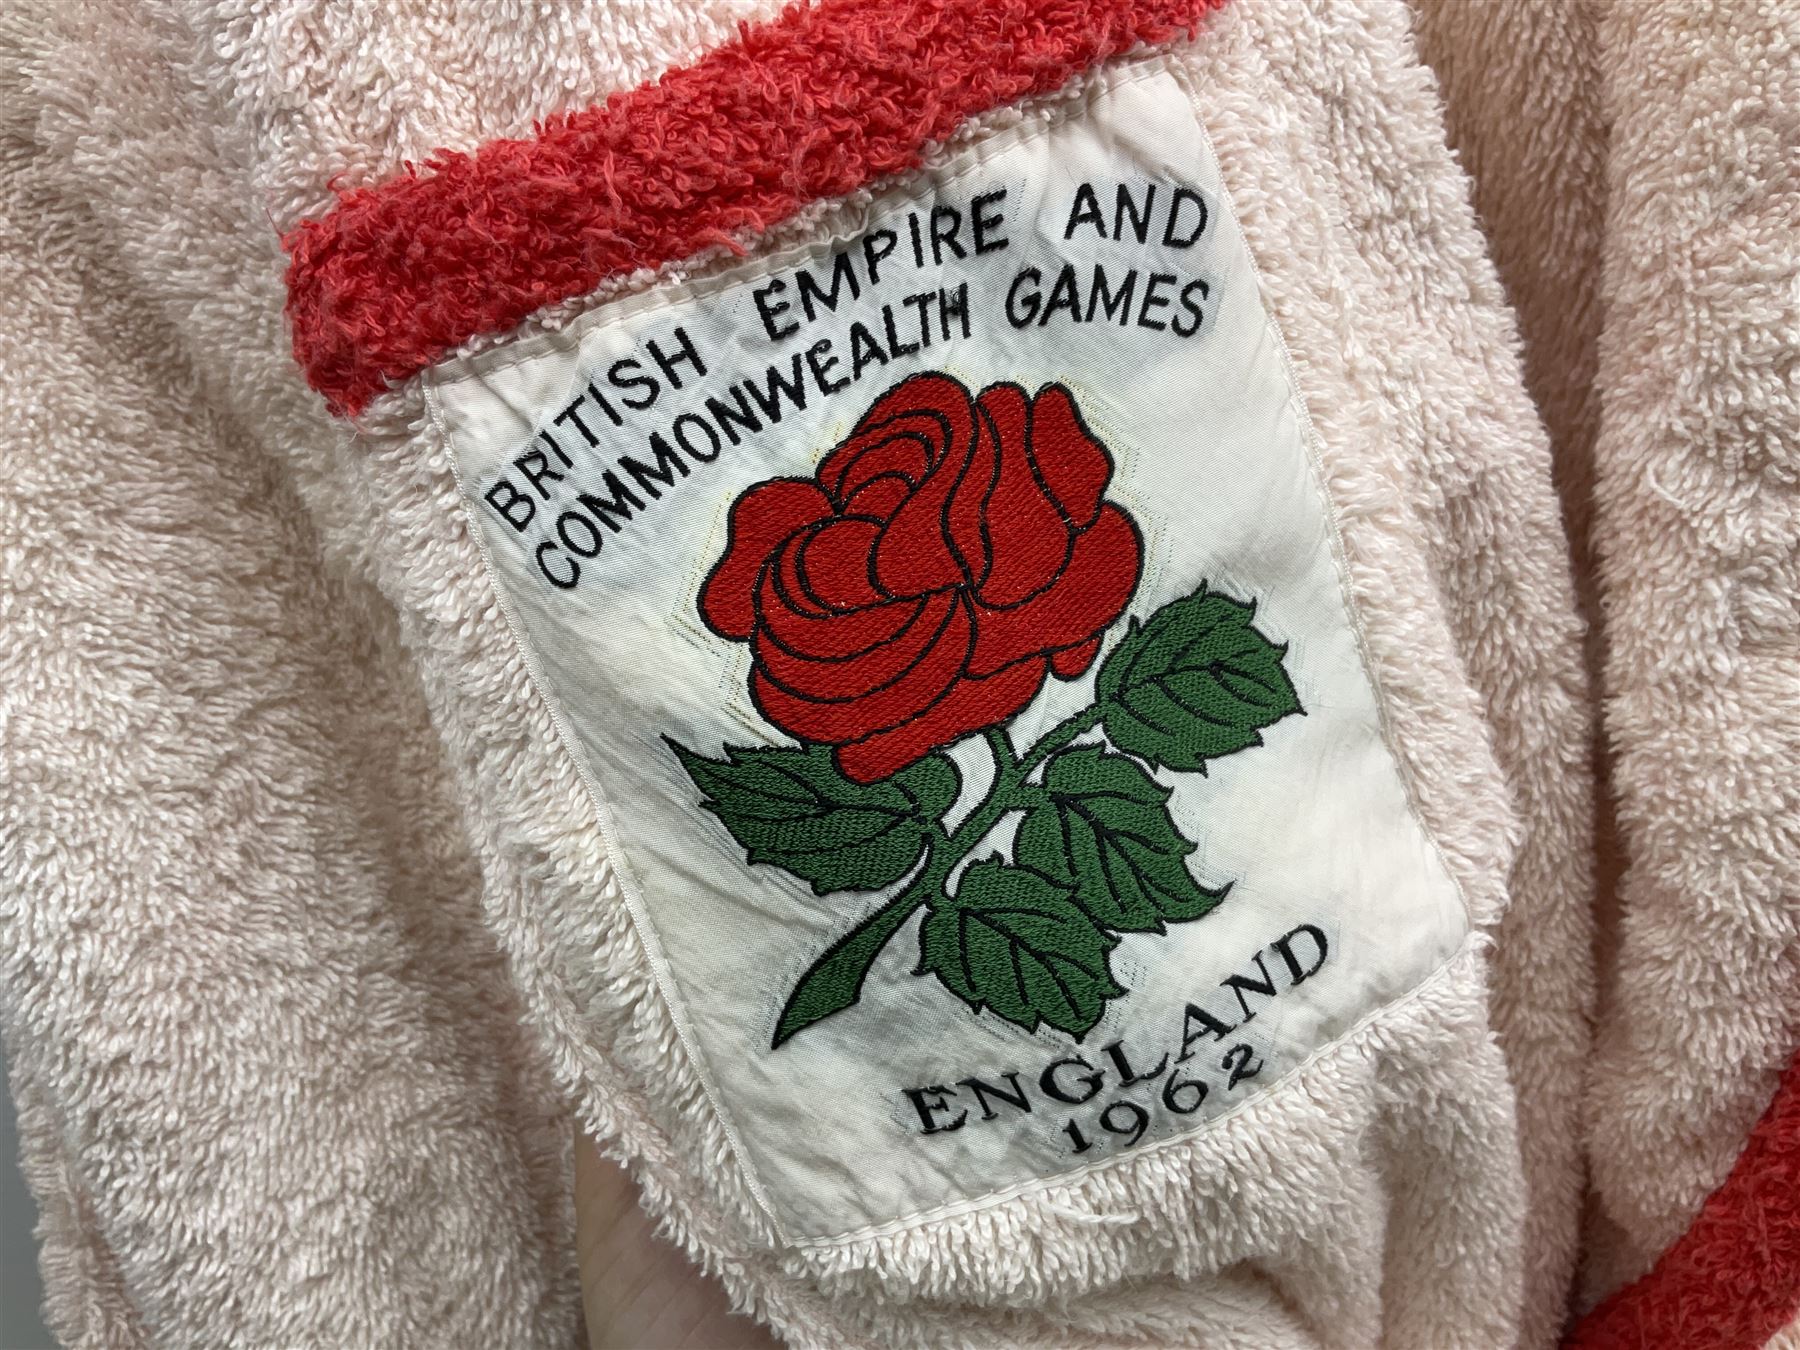 BRITISH EMPIRE AND
COMMONWEALTH GAMES
ENGLAND
1962